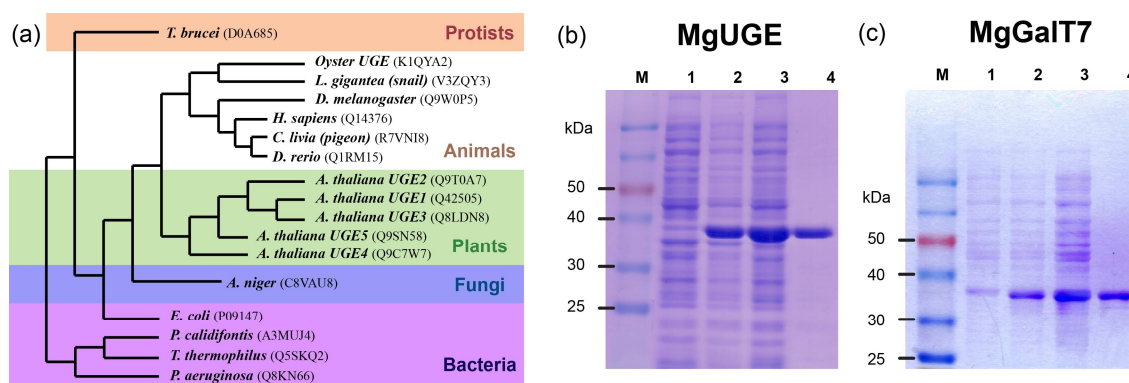 (a)
T. brucei (D0A685)
Protists
Oyster UGE (K1QYA2)
L. gigantea (snail) (V3ZQY3)
D. melanogaster (Q9W0P5)
H. sapiens (Q14376)
C. livia (pigeon) (R7VNI8)
D. rerio (Q1RM15)
Animals
A. thaliana UGE2 (Q9T0A7)
A. thaliana UGE1 (Q42505)
A. thaliana UGE3 (Q8LDN8)
A. thaliana UGE5 (Q9SN58)
A. thaliana UGE4 (Q9C7W7)
Plants
A. niger (C8VAU8)
Fungi
E. coli (P09147)
P. calidifontis (A3MUJ4)
T. thermophilus (Q5SKQ2)
P. aeruginosa (Q8KN66)
Bacteria
(b)
MgUGE
M 1 2 3 4
kDa
50
40
30
25
(c)
MgGalT7
M 1 2 3 4
kDa
50
40
30
25